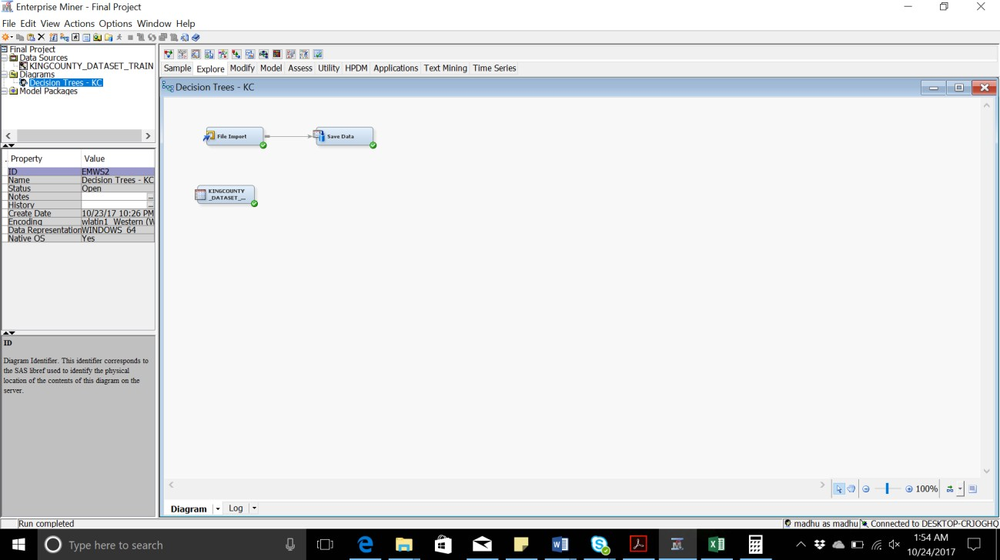 Enterprise Miner - Final Project
File Edit View Actions Options Window Help
Final Project
Data Sources
KINGCOUNTY_DATASET_TRAIN
Diagrams
Decision Trees - KC
Model Packages
Sample Explore Modify Model Assess Utility HPDM Applications Text Mining Time Series
Decision Trees - KC
File Import
Save Data
KINGCOUNTY
_DATASET_...
.. Property Value
ID EMWS2
Name Decision Trees - KC
Status Open
Notes ...
History ...
Create Date 10/23/17 10:26 PM
Encoding wlatin1 Western (W
Data Representation WINDOWS_64
Native OS Yes
ID
Diagram Identifier. This identifier corresponds to
the SAS libref used to identify the physical
location of the contents of this diagram on the
server.
100%
Diagram Log
Run completed
madhu as madhu Connected to DESKTOP-CRJOGHQ
Type here to search
1:54 AM
10/24/2017